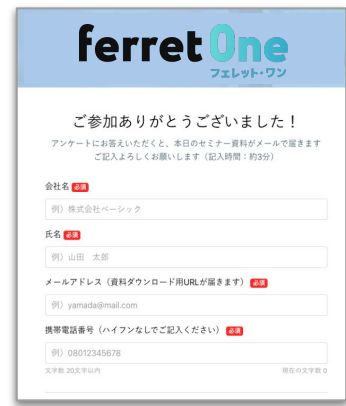 ferret One
フェレット・ワン
ご参加ありがとうございました！
アンケートにお答えいただくと、本日のセミナー資料がメールで届きます
ご記入よろしくお願いします（記入時間：約3分）
会社名 必須
例）株式会社ベーシック
氏名 必須
例）山田　太郎
メールアドレス（資料ダウンロード用URLが届きます） 必須
例）yamada@mail.com
携帯電話番号（ハイフンなしでご記入ください） 必須
例）08012345678
文字数 20文字以内 現在の文字数 0